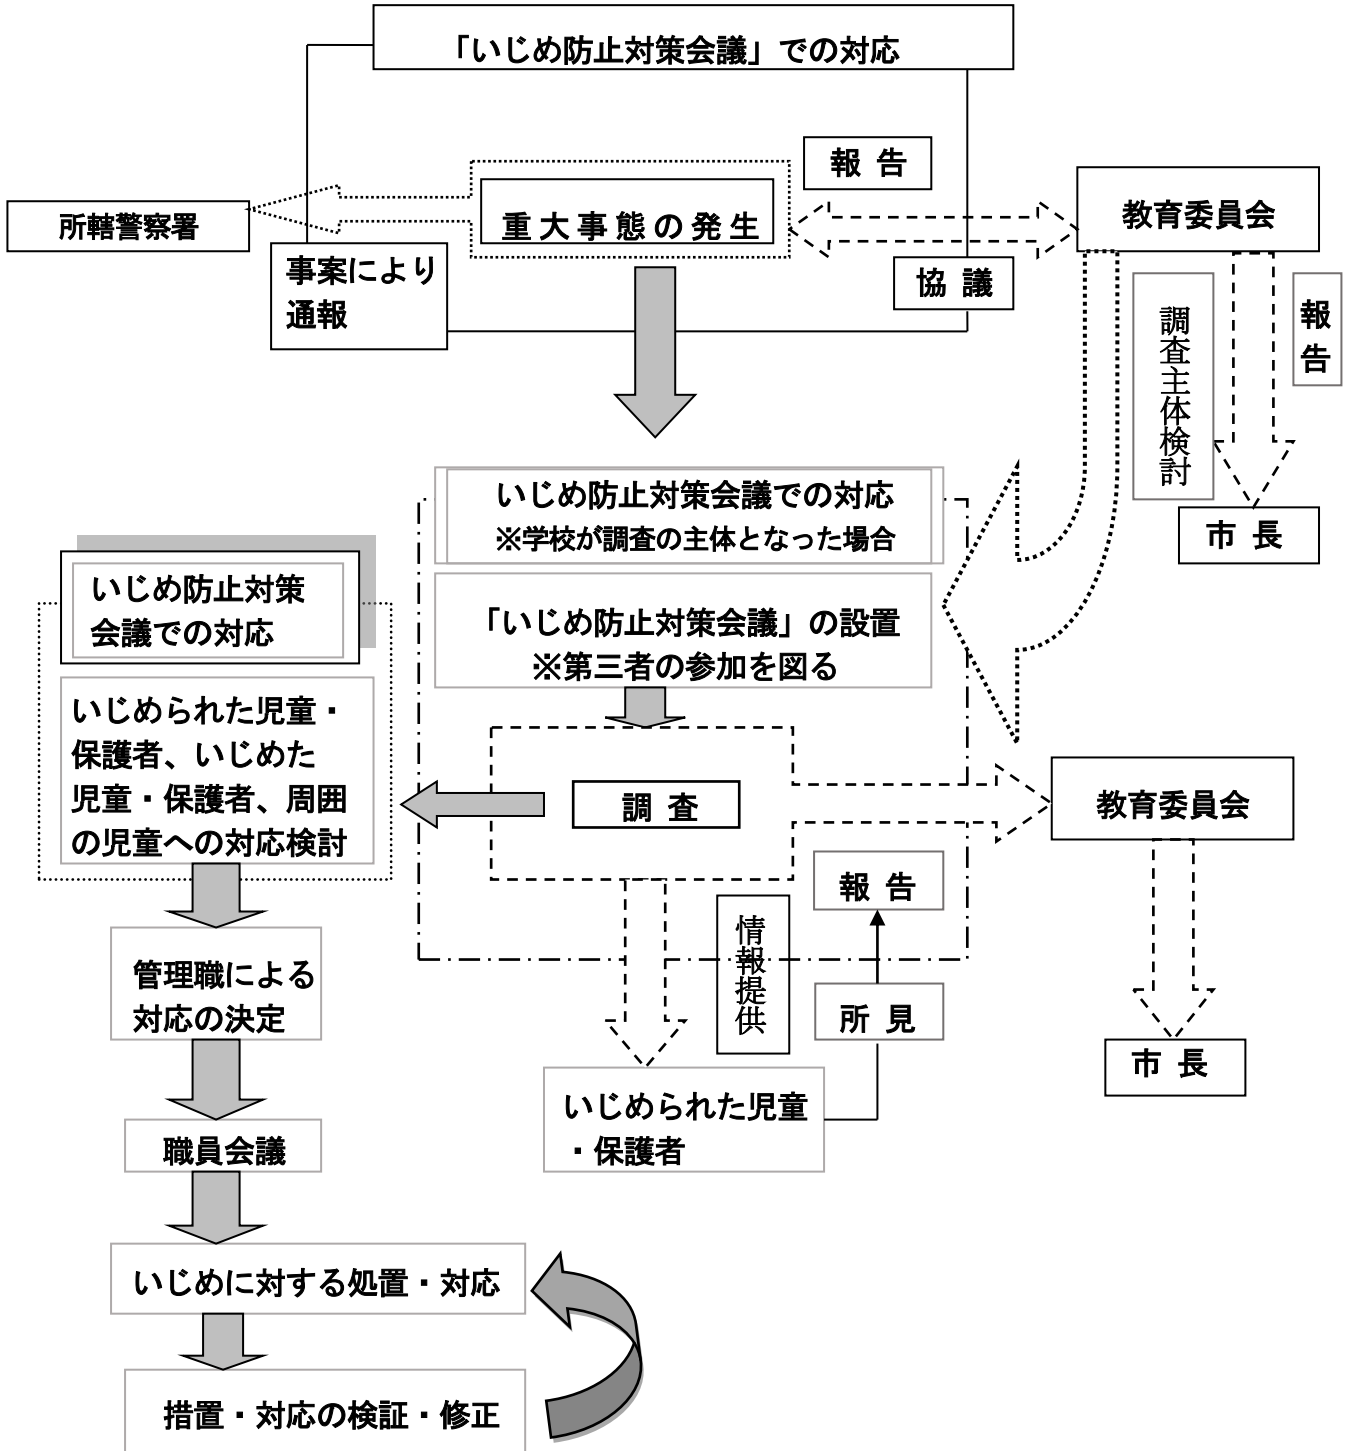 「いじめ防止対策会議」での対応
報 告
教育委員会
所轄警察署
重大事態の発生
事案により
通報
協 議
調査主体検討
報
告
市 長
いじめ防止対策会議での対応
※学校が調査の主体となった場合
いじめ防止対策
会議での対応
「いじめ防止対策会議」の設置
※第三者の参加を図る
いじめられた児童・
保護者、いじめた
児童・保護者、周囲
の児童への対応検討
調 査
教育委員会
報 告
情報提供
管理職による
対応の決定
所 見
市 長
いじめられた児童
・保護者
職員会議
いじめに対する処置・対応
措置・対応の検証・修正